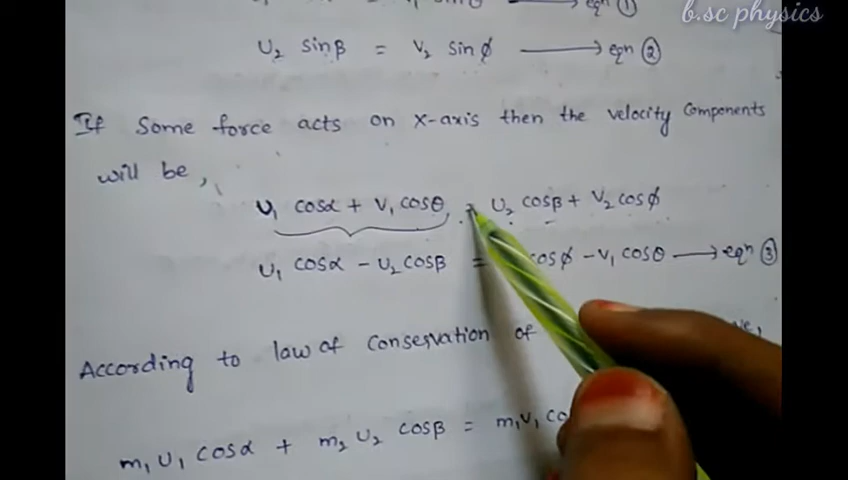 b.sc physics
eqn ①
U₂ sinβ = V₂ sinϕ ⟶ eqn ②
If Some force acts on X-axis then the velocity Components
will be,
U₁ cosα + V₁ cosθ = U₂ cosβ + V₂ cosϕ
U₁ cosα - U₂ cosβ = cosϕ - V₁ cosθ ⟶ eqn ③
According to law of Conservation of
m₁ U₁ cosα + m₂ U₂ cosβ = m₁V₁